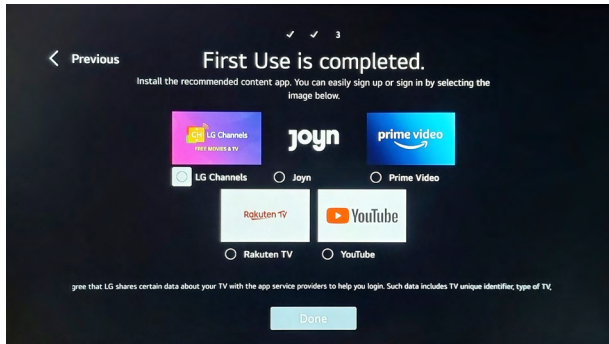 3
Previous
First Use is completed.
Install the recommended content app. You can easily sign up or sign in by selecting the
image below.
CH LG Channels
FREE MOVIES & TV
Joyn
prime video
LG Channels
Joyn
Prime Video
Rakuten TV
YouTube
Rakuten TV
YouTube
gree that LG shares certain data about your TV with the app service providers to help you login. Such data includes TV unique identifier, type of TV,
Done